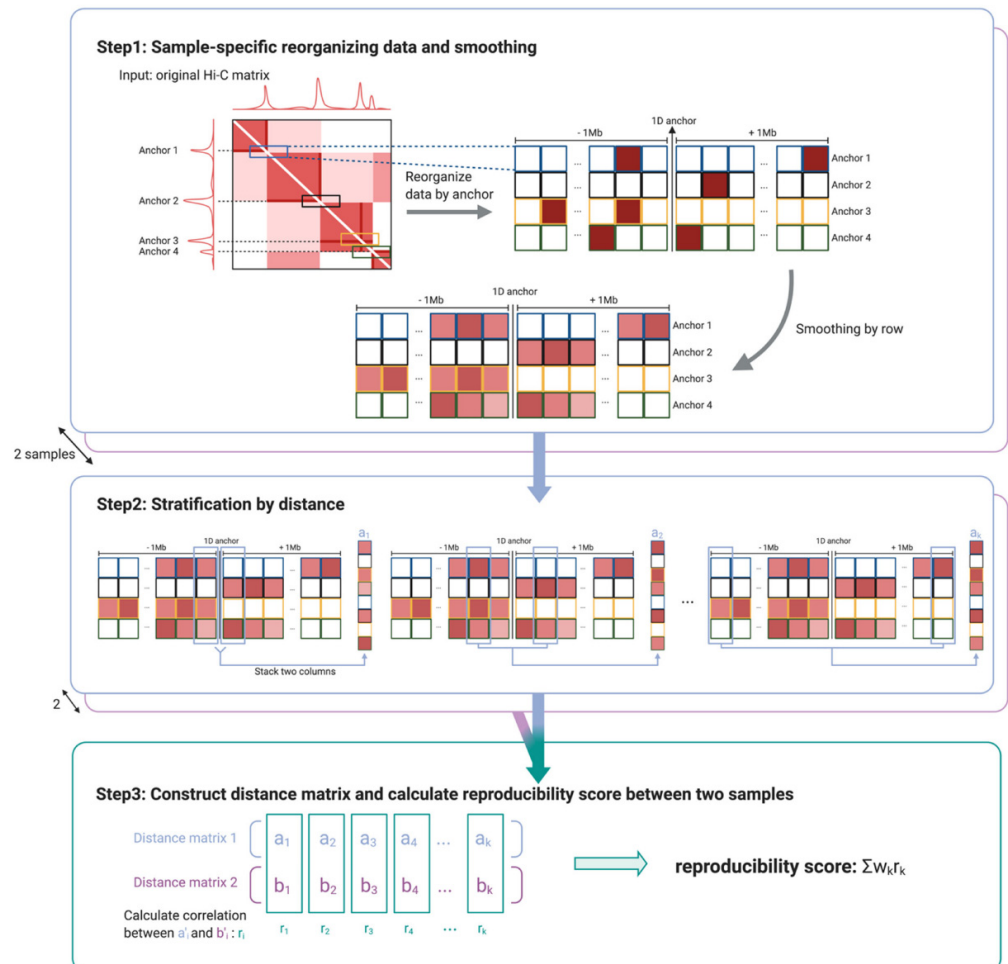 Step1: Sample-specific reorganizing data and smoothing
Input: original Hi-C matrix
Anchor 1
Anchor 2
Anchor 3
Anchor 4
Reorganize
data by anchor
1D anchor
- 1Mb
+ 1Mb
... ... Anchor 1
... ... Anchor 2
... ... Anchor 3
... ... Anchor 4
Smoothing by row
1D anchor
- 1Mb
+ 1Mb
... ... Anchor 1
... ... Anchor 2
... ... Anchor 3
... ... Anchor 4
2 samples
Step2: Stratification by distance
1D anchor
- 1Mb
+ 1Mb
a1
Stack two columns
1D anchor
- 1Mb
+ 1Mb
a2
...
1D anchor
- 1Mb
+ 1Mb
ak
2
Step3: Construct distance matrix and calculate reproducibility score between two samples
Distance matrix 1 a1 a2 a3 a4 ... ak
Distance matrix 2 b1 b2 b3 b4 ... bk
Calculate correlation
between a'i and b'i : ri r1 r2 r3 r4 ... rk
reproducibility score: Σwkrk